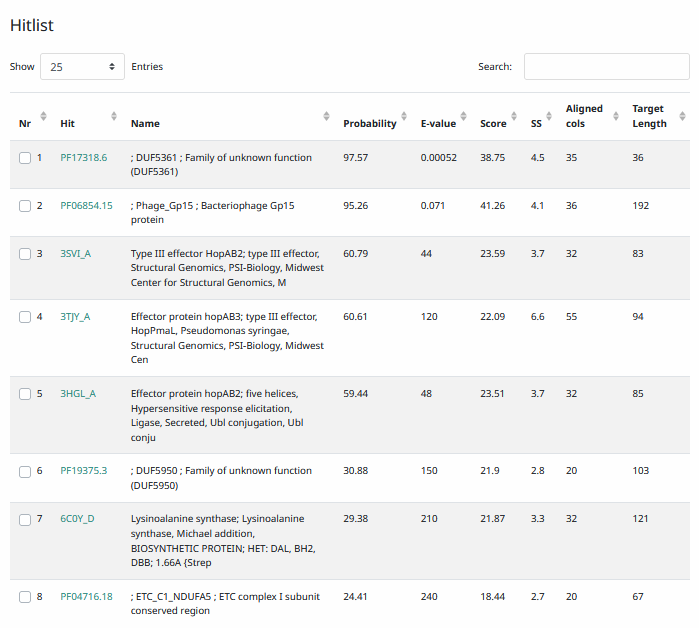 Hitlist
Show 25 Entries Search:
Nr Hit Name Probability E-value Score SS Aligned cols Target Length
1 PF17318.6 ; DUF5361 ; Family of unknown function 97.57 0.00052 38.75 4.5 35 36
(DUF5361)
2 PF06854.15 ; Phage_Gp15 ; Bacteriophage Gp15 95.26 0.071 41.26 4.1 36 192
protein
3 3SVI_A Type III effector HopAB2; type III effector, 60.79 44 23.59 3.7 32 83
Structural Genomics, PSI-Biology, Midwest
Center for Structural Genomics, M
4 3TJY_A Effector protein hopAB3; type III effector, 60.61 120 22.09 6.6 55 94
HopPmaL, Pseudomonas syringae,
Structural Genomics, PSI-Biology, Midwest
Cen
5 3HGL_A Effector protein hopAB2; five helices, 59.44 48 23.51 3.7 32 85
Hypersensitive response elicitation,
Ligase, Secreted, Ubl conjugation, Ubl
conju
6 PF19375.3 ; DUF5950 ; Family of unknown function 30.88 150 21.9 2.8 20 103
(DUF5950)
7 6C0Y_D Lysinoalanine synthase; Lysinoalanine 29.38 210 21.87 3.3 32 121
synthase, Michael addition,
BIOSYNTHETIC PROTEIN; HET: DAL, BH2,
DBB; 1.66A {Strep
8 PF04716.18 ; ETC_C1_NDUFA5 ; ETC complex I subunit 24.41 240 18.44 2.7 20 67
conserved region